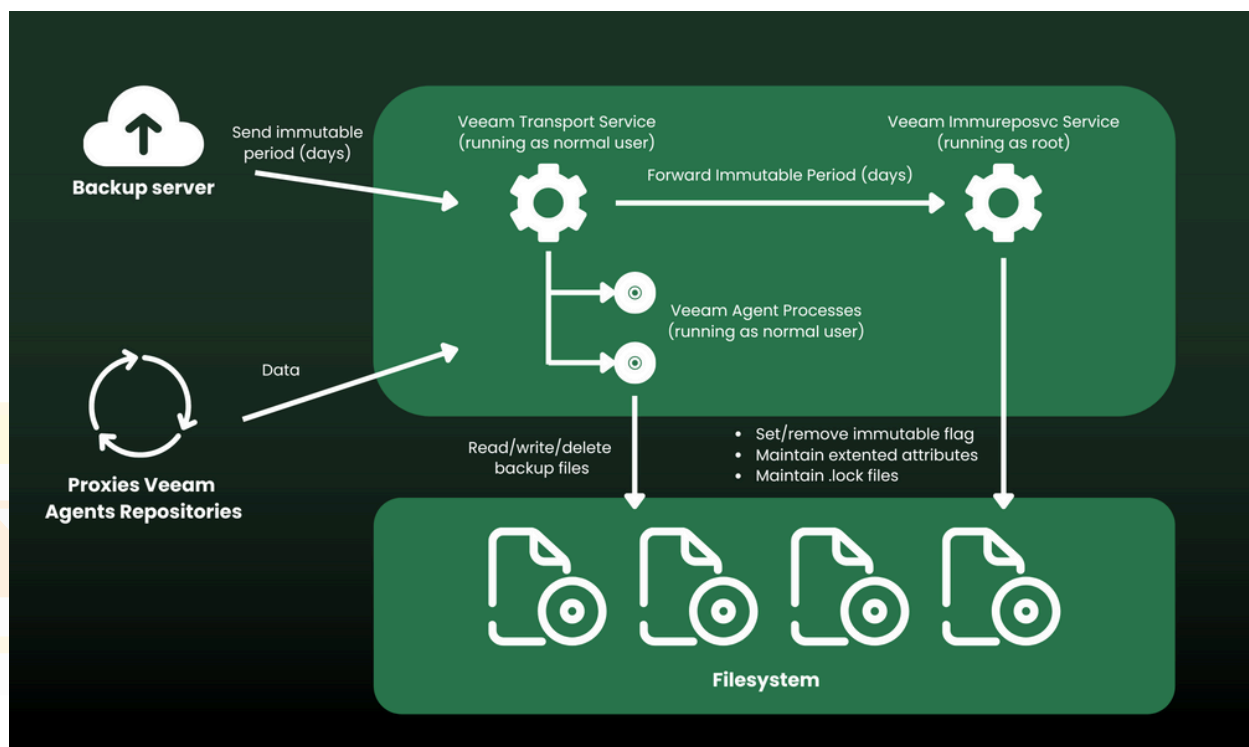 Backup server
Send immutable
period (days)
Veeam Transport Service
(running as normal user)
Veeam Immureposvc Service
(running as root)
Forward Immutable Period (days)
Veeam Agent Processes
(running as normal user)
Data
Proxies Veeam
Agents Repositories
Read/write/delete
backup files
• Set/remove immutable flag
• Maintain extented attributes
• Maintain .lock files
Filesystem